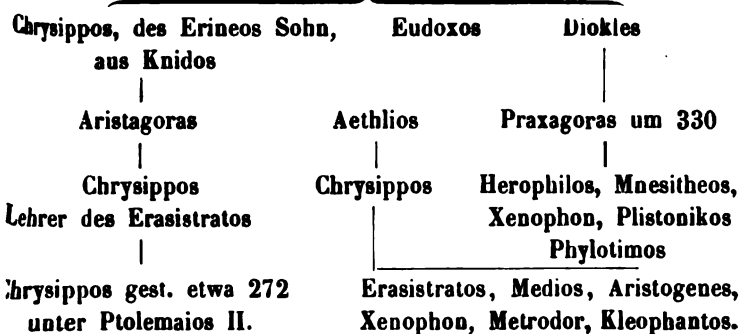 Chrysippos, des Erineos Sohn, Eudoxos Diokles
aus Knidos
Aristagoras Aethlios Praxagoras um 330
Chrysippos Chrysippos Herophilos, Mnesitheos,
Lehrer des Erasistratos Xenophon, Plistonikos
Phylotimos
Chrysippos gest. etwa 272 Erasistratos, Medios, Aristogenes,
unter Ptolemaios II. Xenophon, Metrodor, Kleophantos.